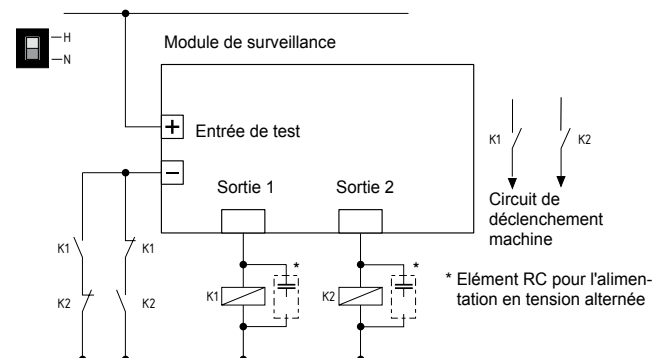 H
N
Module de surveillance
+
Entrée de test
−
K1
K2
Sortie 1
Sortie 2
Circuit de
déclenchement
machine
K1
K1
K2
K2
*
*
K1
K2
* Elément RC pour l'alimen-
tation en tension alternée